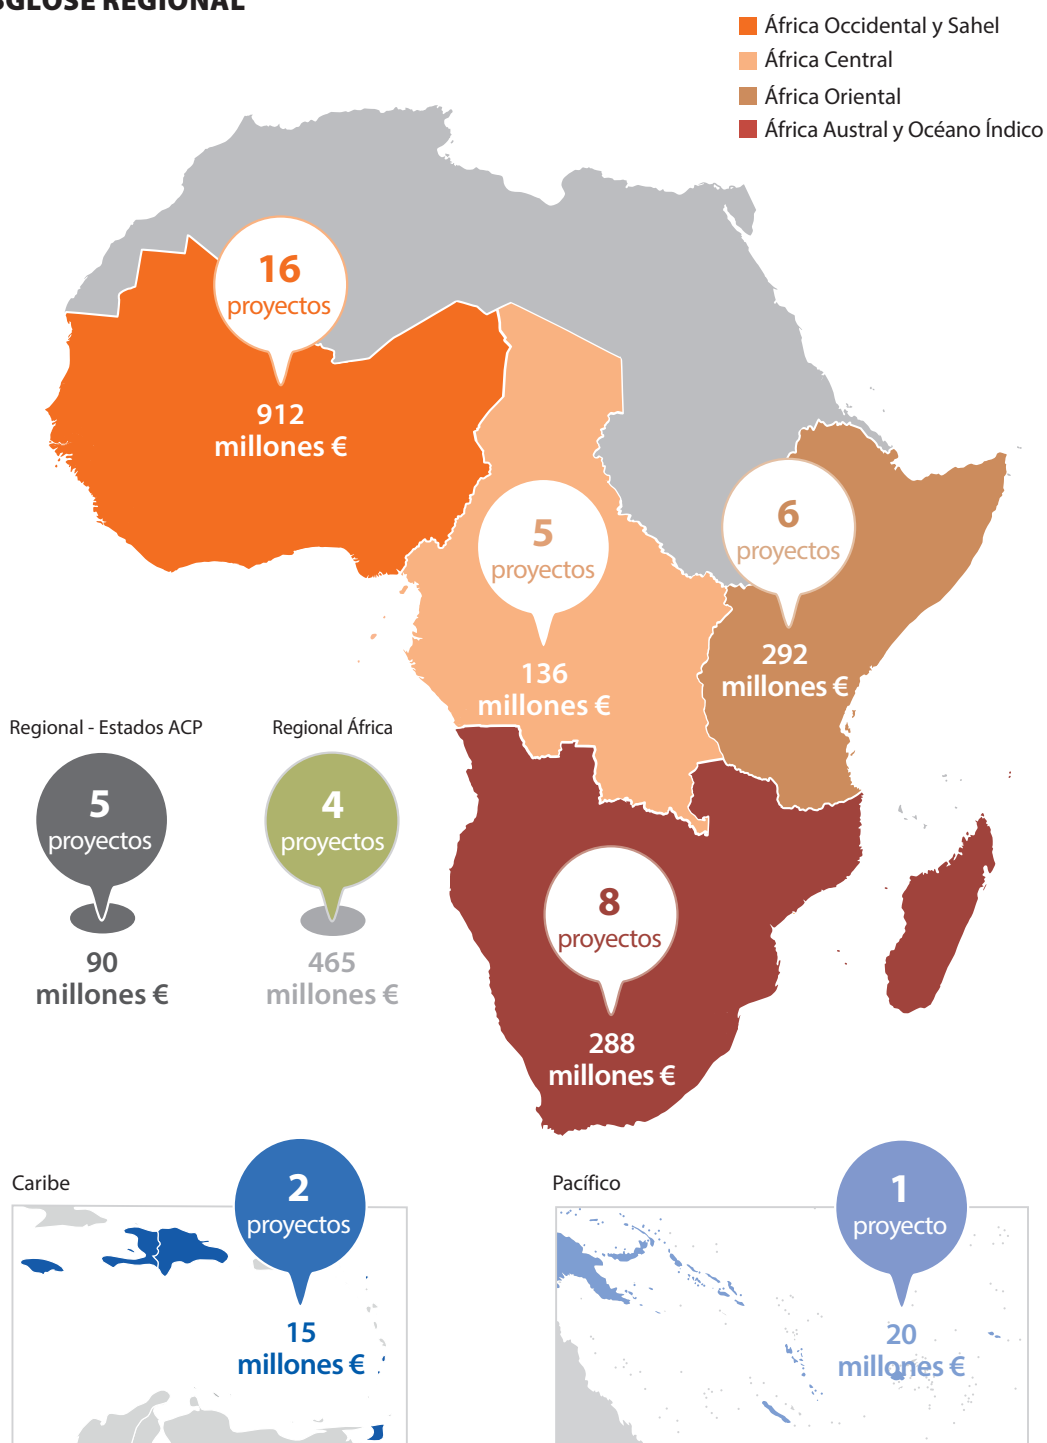 REGIONAL
África Occidental y Sahel
África Central
África Oriental
África Austral y Océano Índico
16
proyectos
912
millones €
5
proyectos
136
millones €
6
proyectos
292
millones €
Regional - Estados ACP
5
proyectos
90
millones €
Regional África
4
proyectos
465
millones €
8
proyectos
288
millones €
Caribe
2
proyectos
15
millones €
Pacífico
1
proyecto
20
millones €